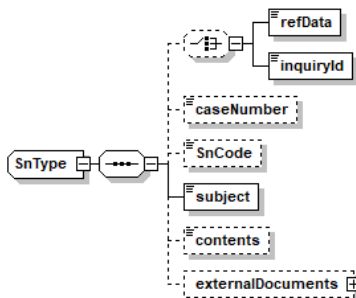 refData
inquiryId
caseNumber
SnCode
SnType
subject
contents
externalDocuments